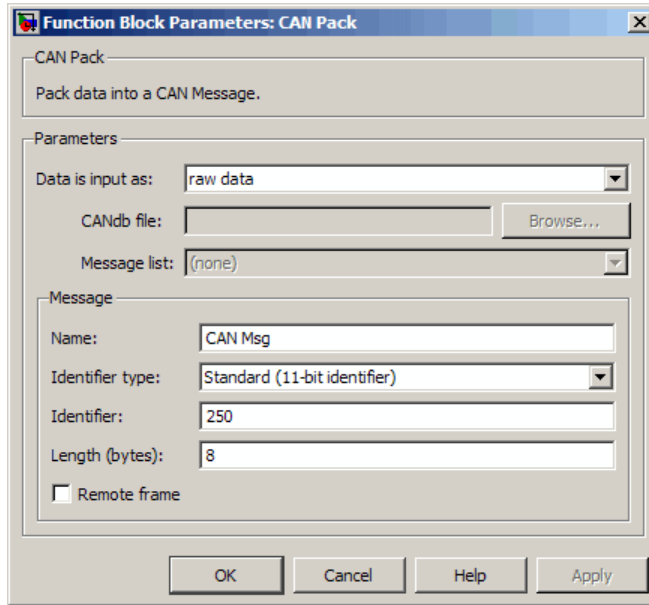 Function Block Parameters: CAN Pack
CAN Pack
Pack data into a CAN Message.
Parameters
Data is input as: raw data
CANdb file: Browse...
Message list: (none)
Message
Name: CAN Msg
Identifier type: Standard (11-bit identifier)
Identifier: 250
Length (bytes): 8
Remote frame
OK Cancel Help Apply